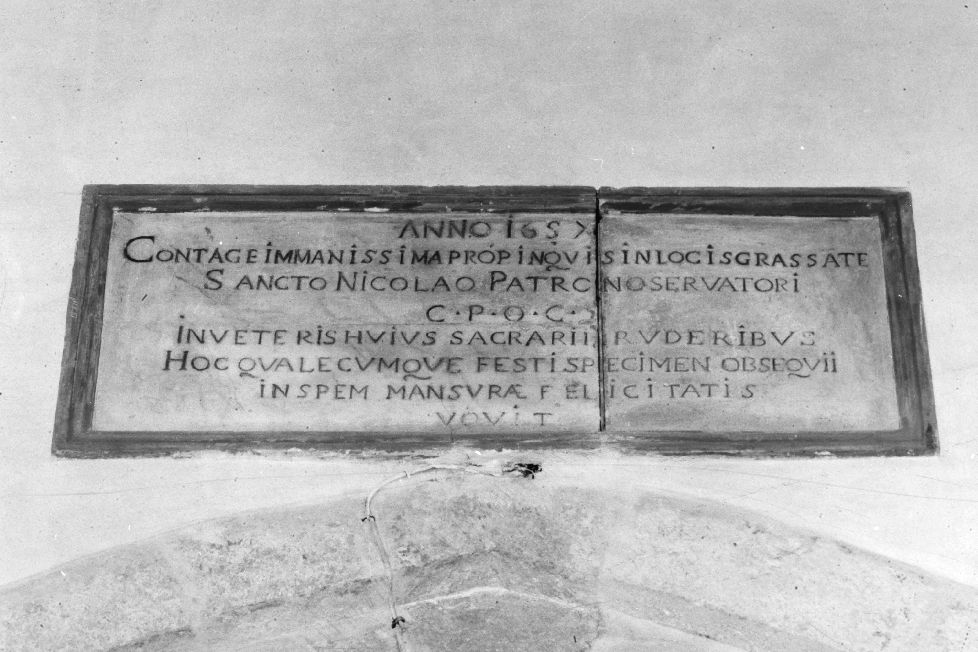 ANNO 1657
CONTAGE IMMANISSIMA PROPINQVIS IN LOCIS GRASSATE
SANCTO NICOLAO PATRONO SERVATORI
C·P·O·C·
IN VETERIS HVIVS SACRARII RVDERIBVS
HOC QVALECVMQVE FESTI SPECIMEN OBSEQVII
IN SPEM MANSVRÆ FELICITATIS
VOVIT